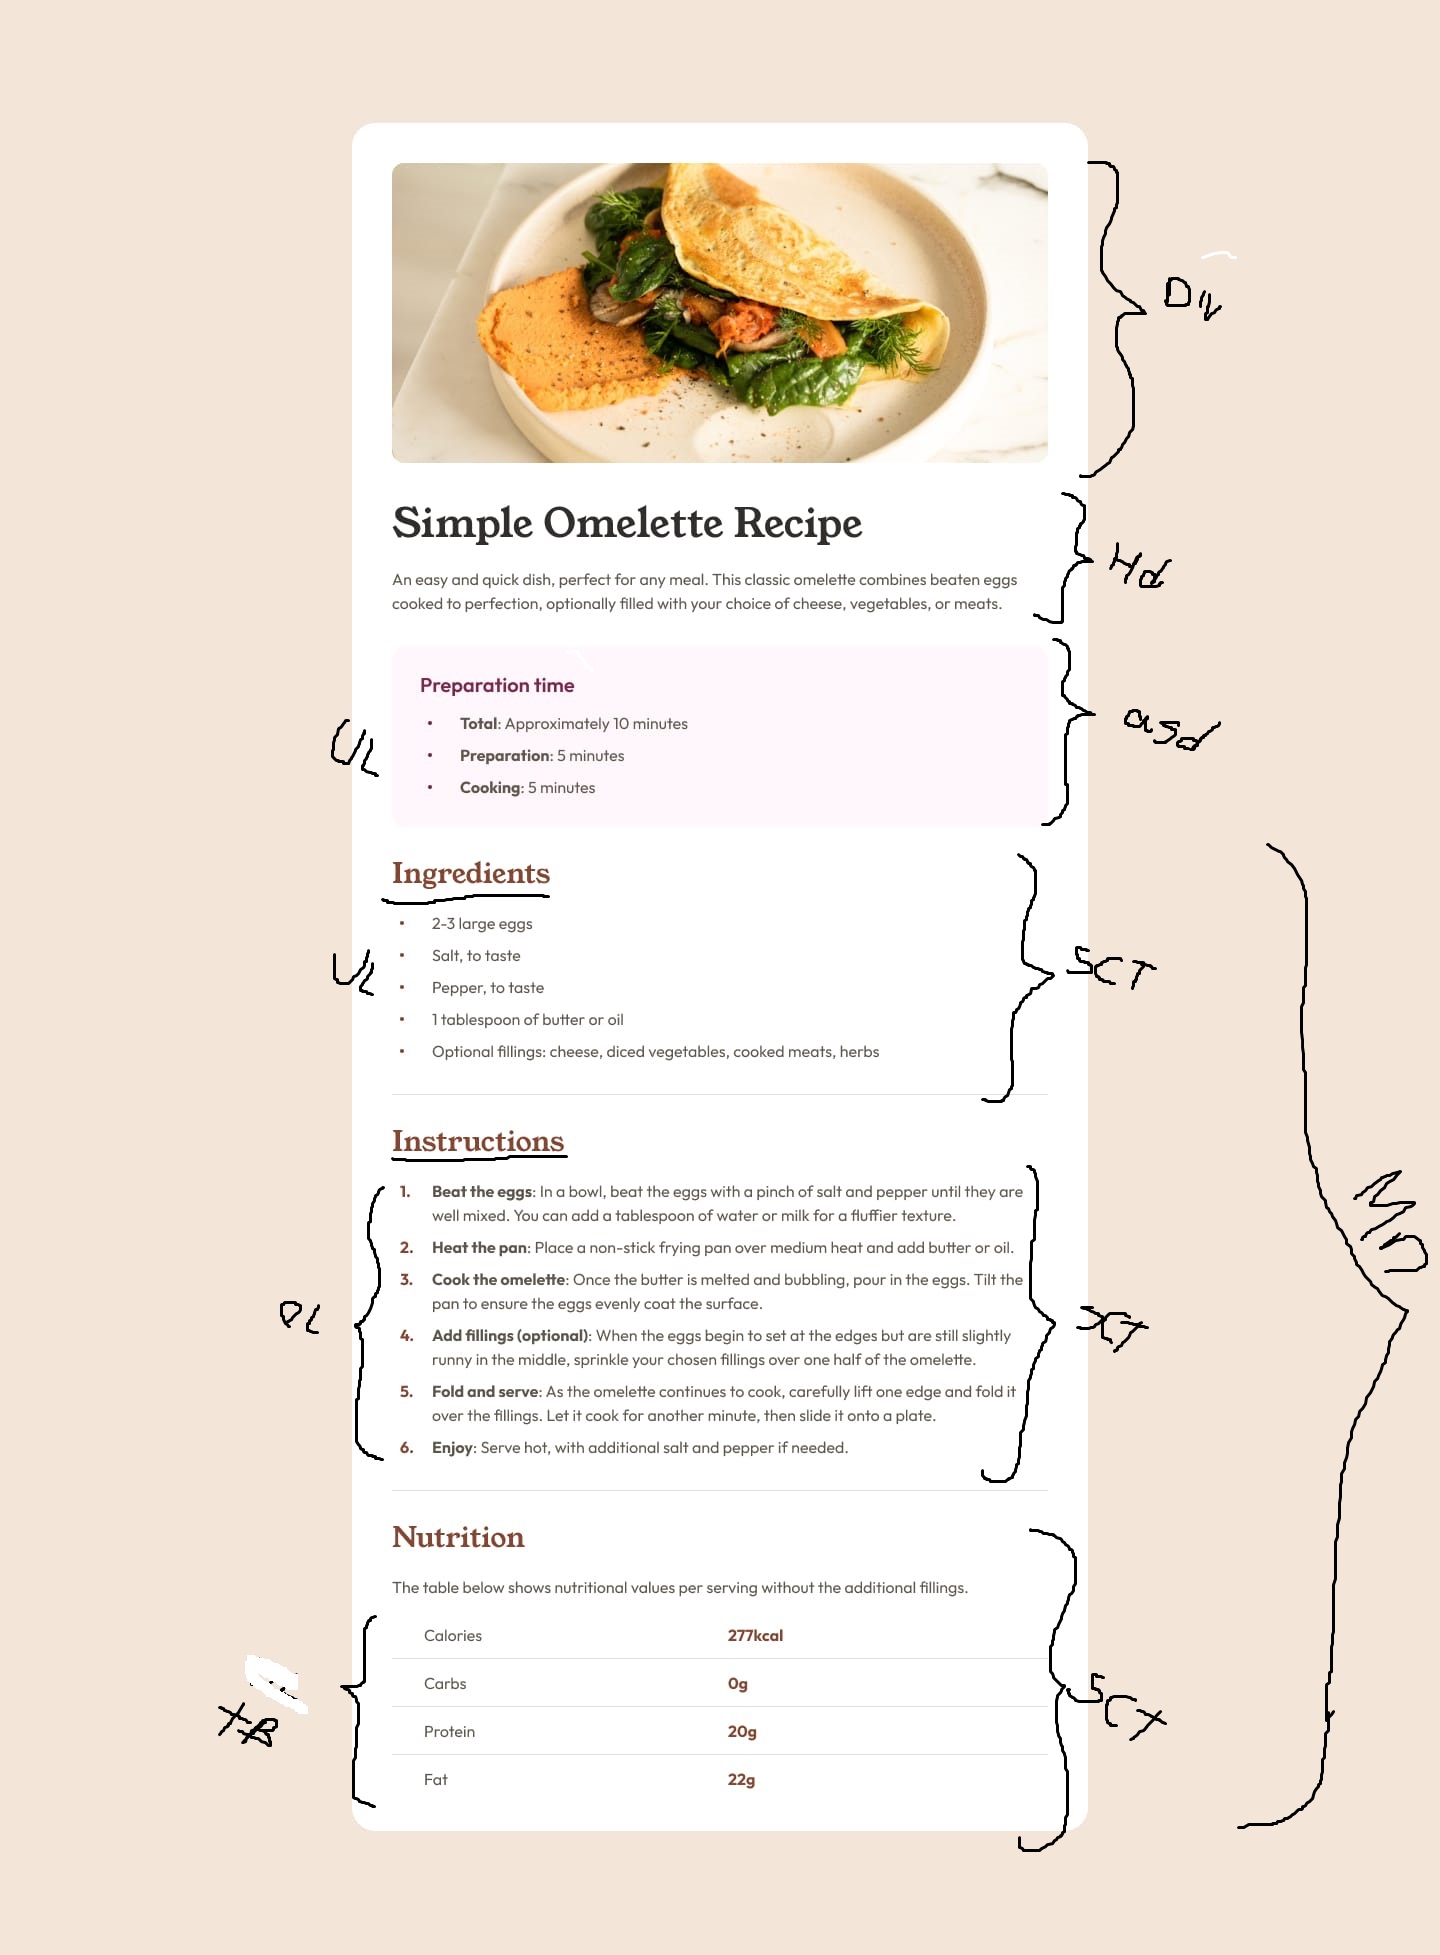 Div
Simple Omelette Recipe
Hd
An easy and quick dish, perfect for any meal. This classic omelette combines beaten eggs
cooked to perfection, optionally filled with your choice of cheese, vegetables, or meats.
Preparation time
asd
UL
• Total: Approximately 10 minutes
• Preparation: 5 minutes
• Cooking: 5 minutes
Ingredients
• 2-3 large eggs
UL
• Salt, to taste
SCT
• Pepper, to taste
• 1 tablespoon of butter or oil
• Optional fillings: cheese, diced vegetables, cooked meats, herbs
Instructions
1. Beat the eggs: In a bowl, beat the eggs with a pinch of salt and pepper until they are
well mixed. You can add a tablespoon of water or milk for a fluffier texture.
2. Heat the pan: Place a non-stick frying pan over medium heat and add butter or oil.
3. Cook the omelette: Once the butter is melted and bubbling, pour in the eggs. Tilt the
pan to ensure the eggs evenly coat the surface.
OL
SCT
4. Add fillings (optional): When the eggs begin to set at the edges but are still slightly
runny in the middle, sprinkle your chosen fillings over one half of the omelette.
5. Fold and serve: As the omelette continues to cook, carefully lift one edge and fold it
over the fillings. Let it cook for another minute, then slide it onto a plate.
6. Enjoy: Serve hot, with additional salt and pepper if needed.
Nutrition
The table below shows nutritional values per serving without the additional fillings.
Calories 277kcal
Carbs 0g
SCT
TB
Protein 20g
Fat 22g